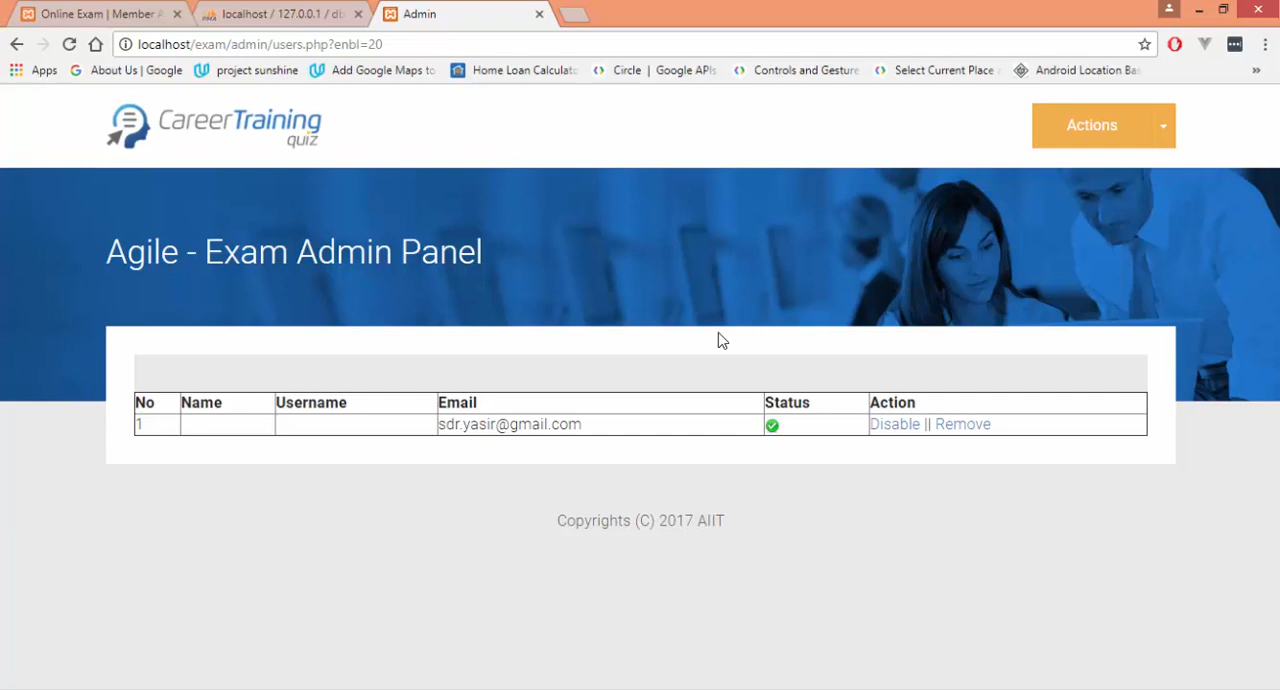 Online Exam | Member A
localhost / 127.0.0.1 / db
Admin
localhost/exam/admin/users.php?enbl=20
Apps
About Us | Google
project sunshine
Add Google Maps to
Home Loan Calculato
Circle | Google APIs
Controls and Gesture
Select Current Place
Android Location Bas
»
CareerTraining
quiz
Actions
Agile - Exam Admin Panel
No Name Username Email Status Action
1 sdr.yasir@gmail.com Disable || Remove
Copyrights (C) 2017 AIIT